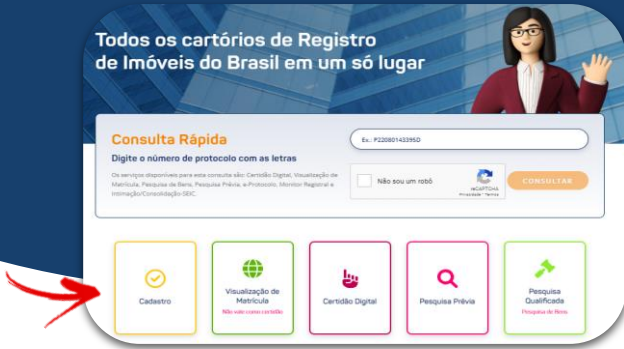 Todos os cartórios de Registro
de Imóveis do Brasil em um só lugar
Consulta Rápida
Digite o número de protocolo com as letras
Os serviços disponíveis para esta consulta são: Certidão Digital, Visualização de
Matrícula, Pesquisa de Bens, Pesquisa Prévia, e-Protocolo, Monitor Registral e
Intimação/Consolidação-SEIC.
Ex.: P22080143395D
Não sou um robô
reCAPTCHA
Privacidade - Termos
CONSULTAR
Cadastro
Visualização de
Matrícula
Não vale como certidão
Certidão Digital
Pesquisa Prévia
Pesquisa
Qualificada
Pesquisa de Bens